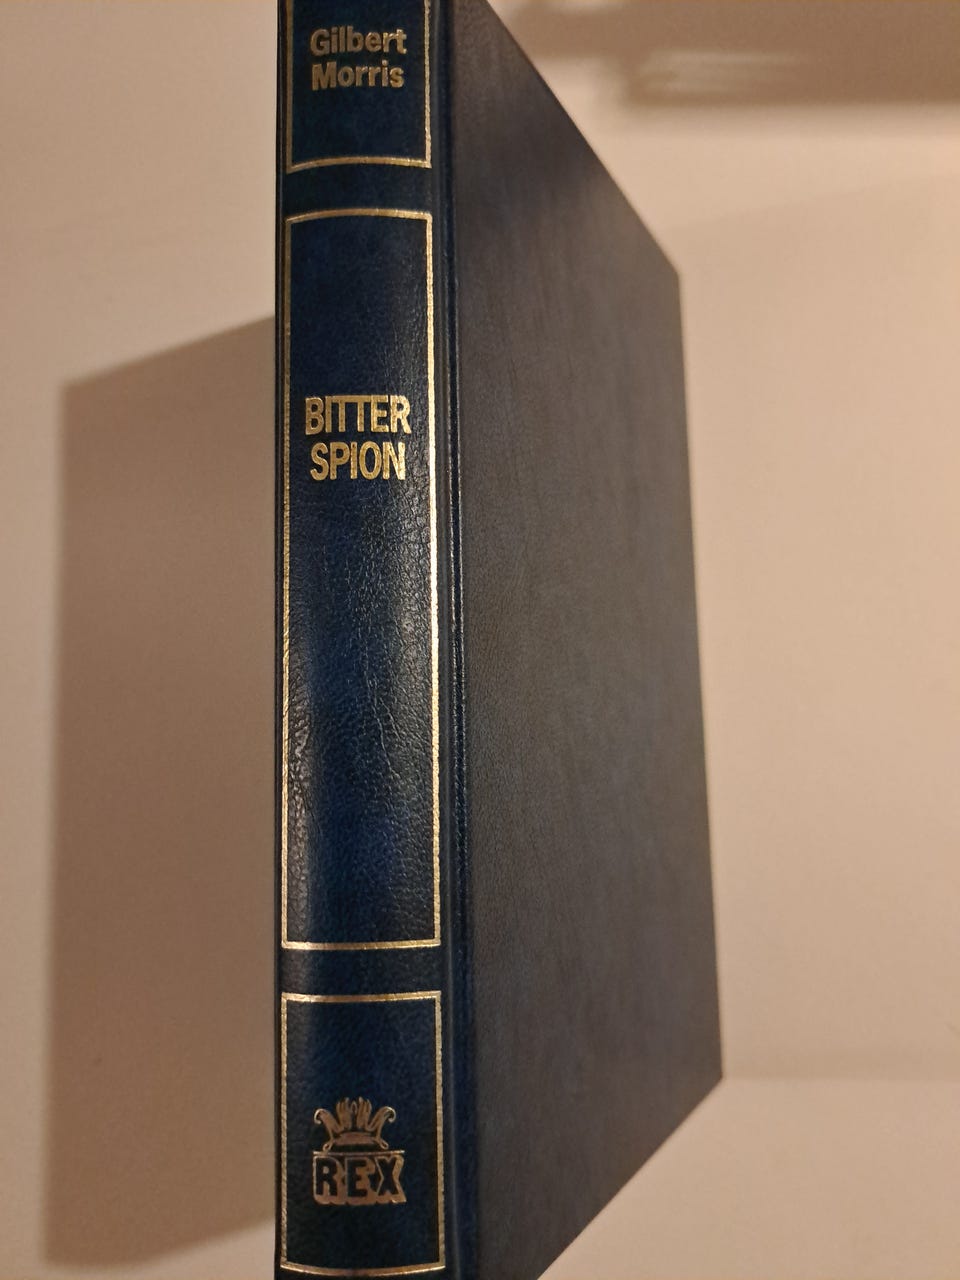 Gilbert
Morris
BITTER
SPION
REX